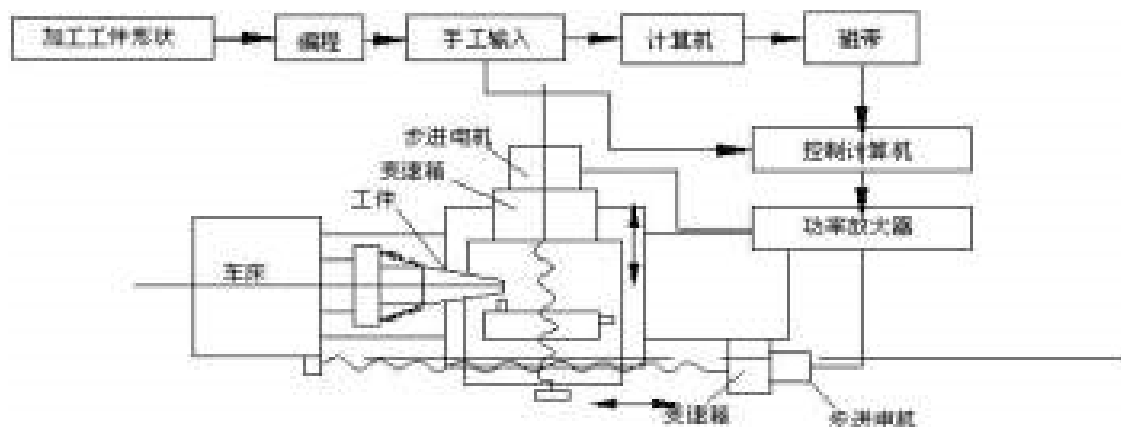 加工工件形状
编程
手工输入
计算机
磁带
步进电机
变速箱
控制计算机
工件
功率放大器
车床
变速箱
步进电机